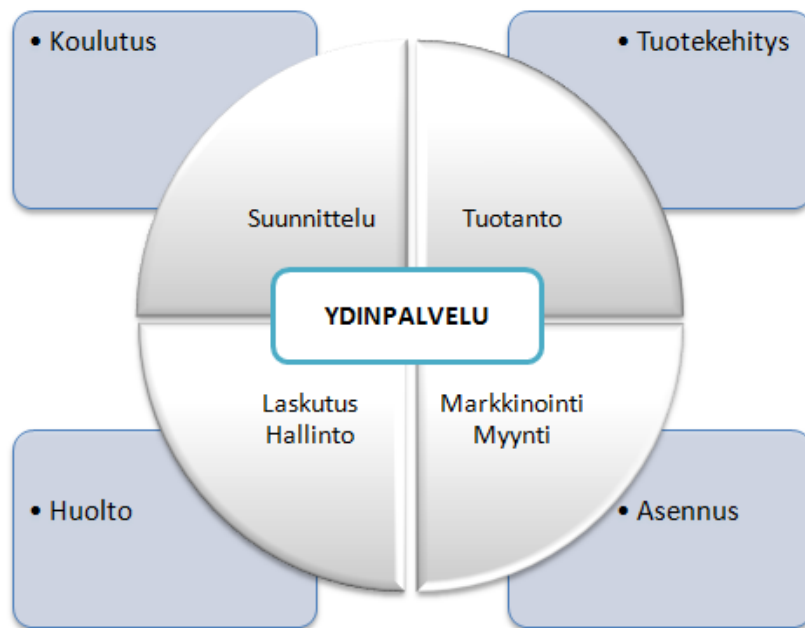 • Koulutus
• Tuotekehitys
Suunnittelu
Tuotanto
YDINPALVELU
Laskutus
Hallinto
Markkinointi
Myynti
• Huolto
• Asennus